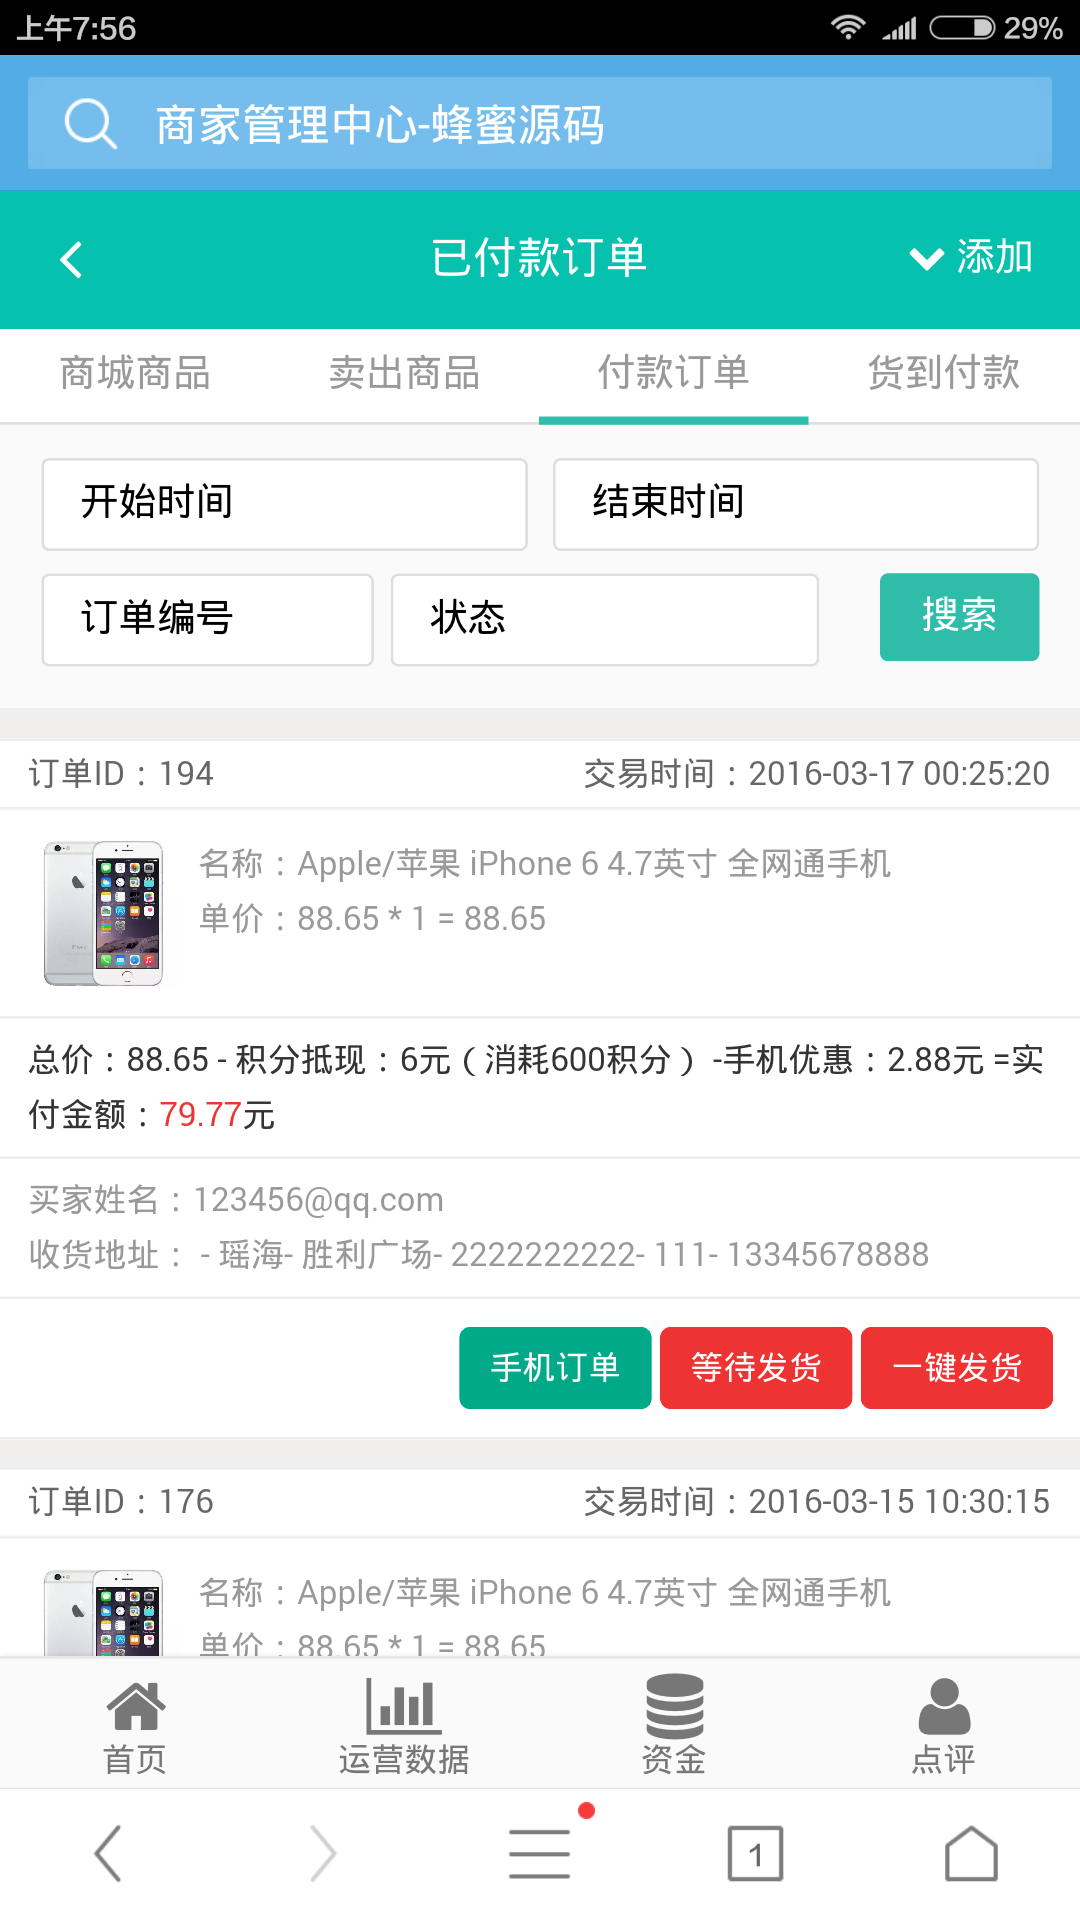 上午7:56
29%
商家管理中心-蜂蜜源码
已付款订单
添加
商城商品
卖出商品
付款订单
货到付款
开始时间
结束时间
订单编号
状态
搜索
订单ID：194
交易时间：2016-03-17 00:25:20
名称：Apple/苹果 iPhone 6 4.7英寸 全网通手机
单价：88.65 * 1 = 88.65
总价：88.65 - 积分抵现：6元（消耗600积分） -手机优惠：2.88元 =实
付金额：79.77元
买家姓名：123456@qq.com
收货地址： - 瑶海- 胜利广场- 2222222222- 111- 13345678888
手机订单
等待发货
一键发货
订单ID：176
交易时间：2016-03-15 10:30:15
名称：Apple/苹果 iPhone 6 4.7英寸 全网通手机
单价：88.65 * 1 = 88.65
首页
运营数据
资金
点评
1